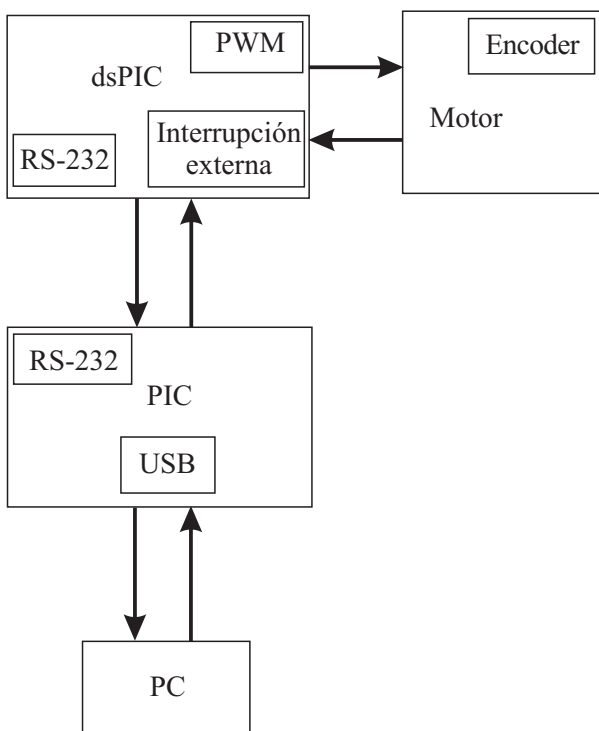 PWM
dsPIC
Encoder
Motor
Interrupción
externa
RS-232
RS-232
PIC
USB
PC